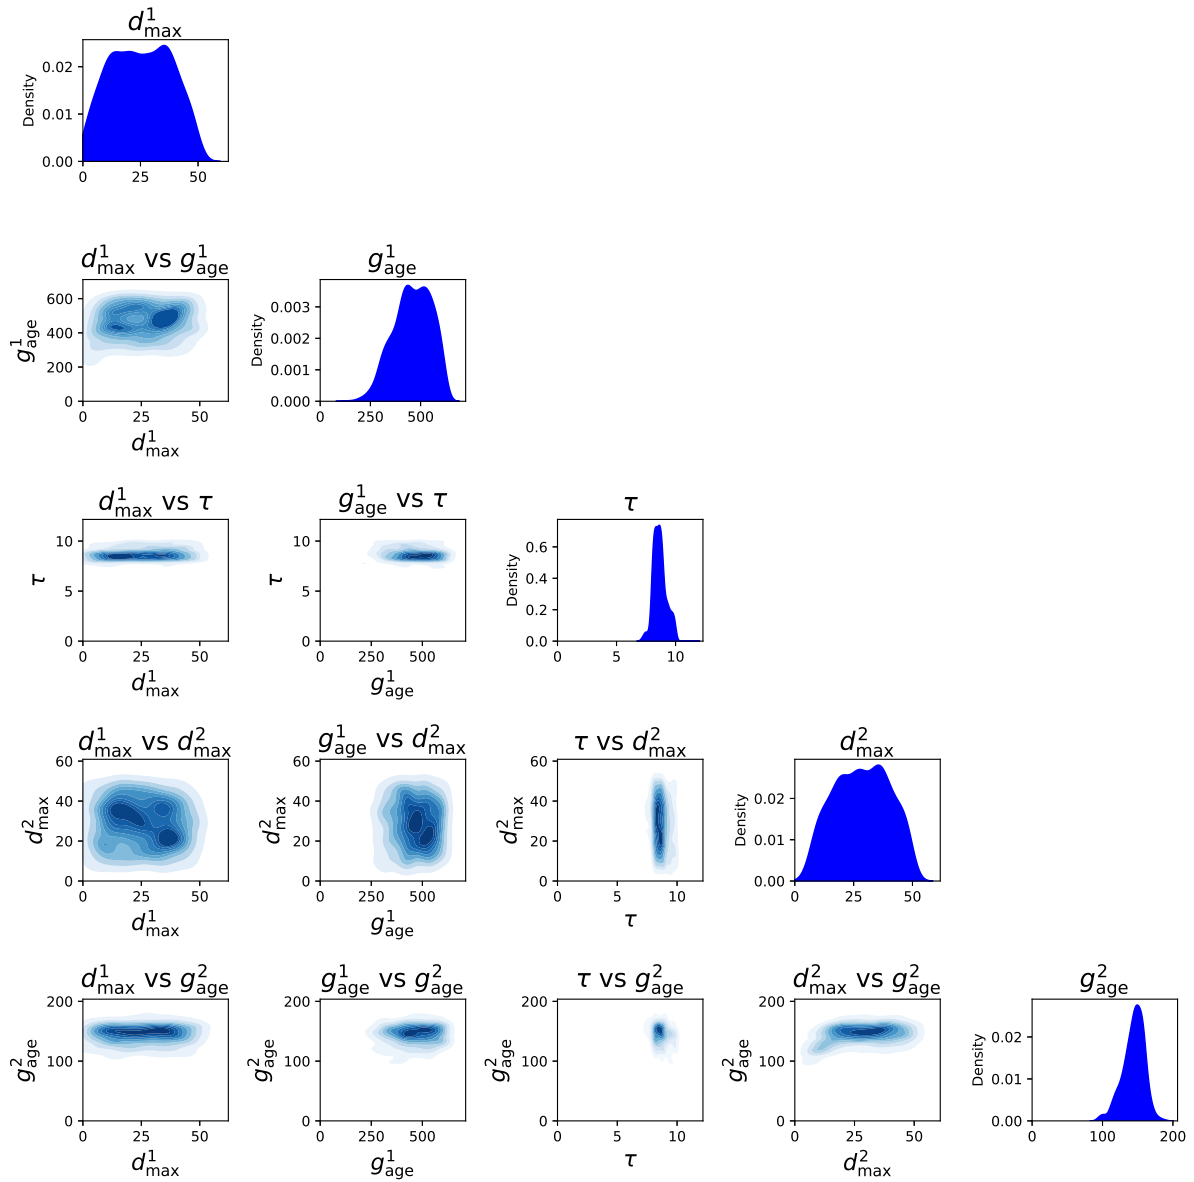 d¹max
Density
0.02
0.01
0.00
0 25 50
d¹max vs g¹age
g¹age
g¹age
600
400
200
0
0 25 50
d¹max
Density
0.003
0.002
0.001
0.000
0 250 500
d¹max vs τ
g¹age vs τ
τ
τ
10
5
0
0 25 50
d¹max
τ
10
5
0
0 250 500
g¹age
Density
0.6
0.4
0.2
0.0
0 5 10
d¹max vs d²max
g¹age vs d²max
τ vs d²max
d²max
d²max
60
40
20
0
0 25 50
d¹max
d²max
60
40
20
0
0 250 500
g¹age
d²max
60
40
20
0
0 5 10
τ
Density
0.02
0.01
0.00
0 25 50
d¹max vs g²age
g¹age vs g²age
τ vs g²age
d²max vs g²age
g²age
g²age
200
100
0
0 25 50
d¹max
g²age
200
100
0
0 250 500
g¹age
g²age
200
100
0
0 5 10
τ
g²age
200
100
0
0 25 50
d²max
Density
0.02
0.01
0.00
0 100 200